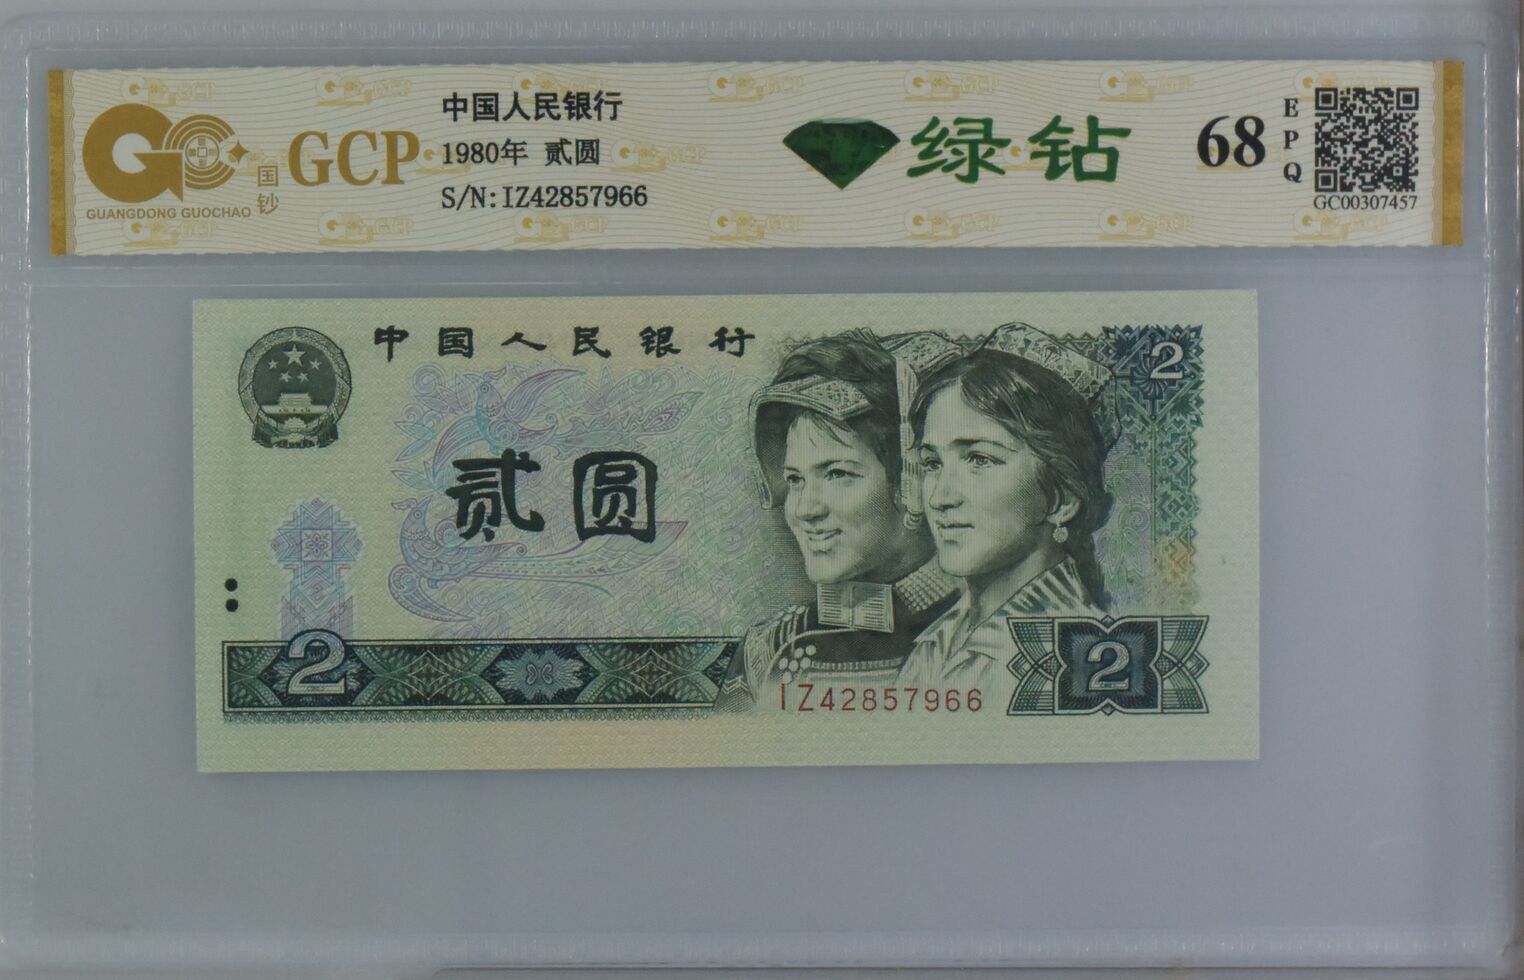 GCP
国钞
GUANGDONG GUOCHAO
中国人民银行
1980年 贰圆
S/N:IZ42857966
绿钻
68
EPQ
GC00307457
中国人民银行
2
贰圆
2
IZ42857966
2